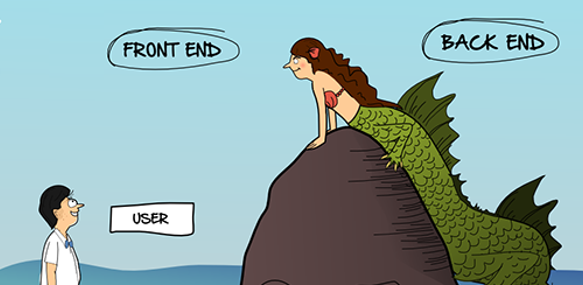 FRONT END
BACK END
USER